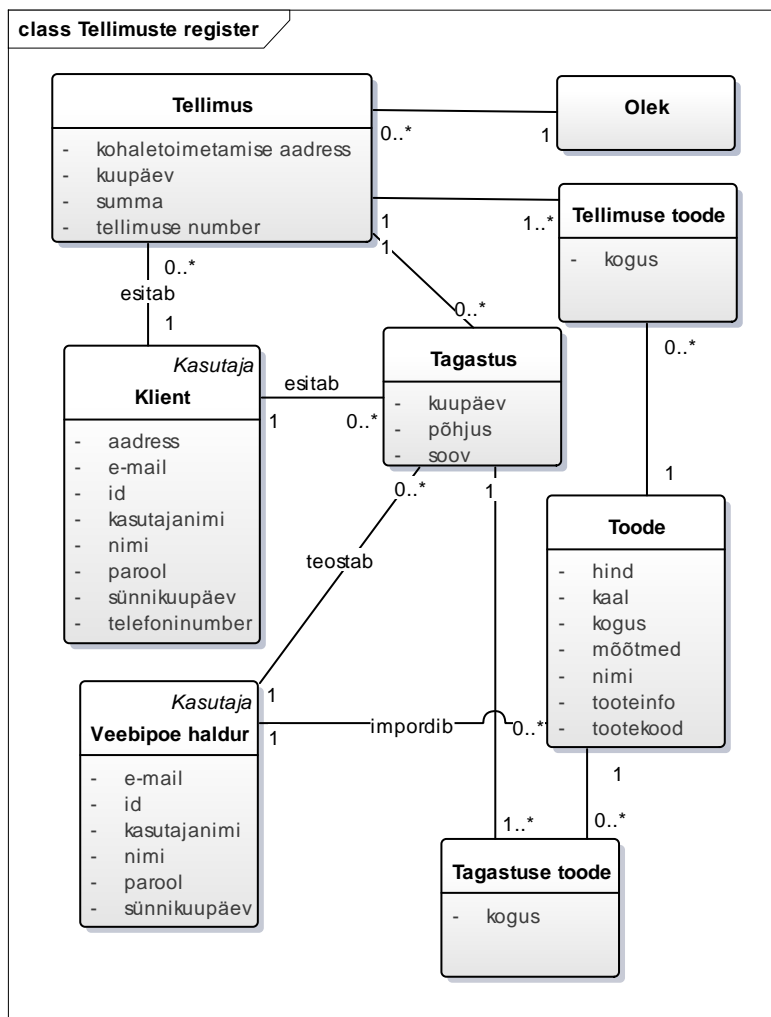 class Tellimuste register
Tellimus
- kohaletoimetamise aadress
- kuupäev
- summa
- tellimuse number
Olek
0..*
1
Tellimuse toode
- kogus
1
1..*
1
0..*
0..*
esitab
1
Kasutaja
Klient
- aadress
- e-mail
- id
- kasutajanimi
- nimi
- parool
- sünnikuupäev
- telefoninumber
esitab
1
0..*
Tagastus
- kuupäev
- põhjus
- soov
0..*
1
0..*
1
teostab
Toode
- hind
- kaal
- kogus
- mõõtmed
- nimi
- tooteinfo
- tootekood
Kasutaja
Veebipoe haldur
- e-mail
- id
- kasutajanimi
- nimi
- parool
- sünnikuupäev
1
1
impordib
0..*
1
1..*
0..*
Tagastuse toode
- kogus